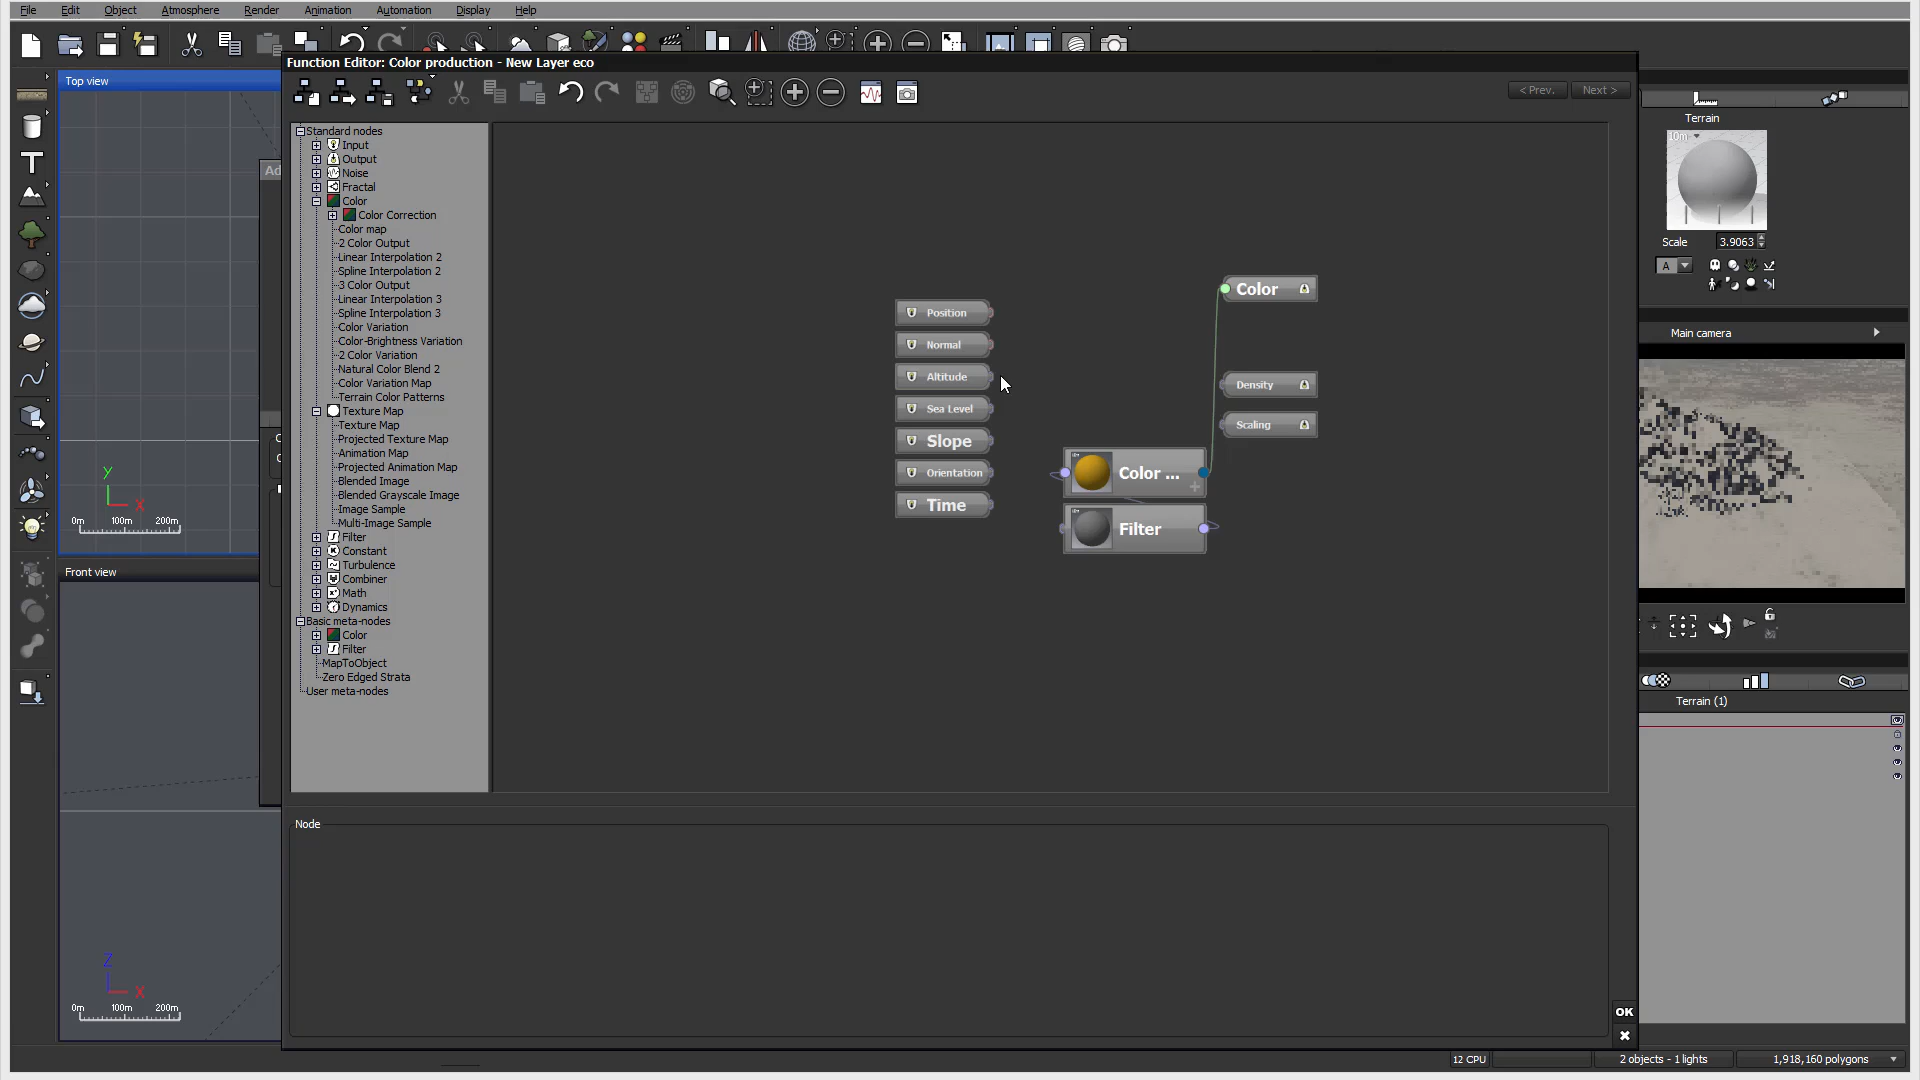 File Edit Object Atmosphere Render Animation Automation Display Help
Function Editor: Color production - New Layer eco
Top view
< Prev. Next >
Standard nodes
Input
Output
Noise
Fractal
Color
Color Correction
Color map
2 Color Output
Linear Interpolation 2
Spline Interpolation 2
3 Color Output
Linear Interpolation 3
Spline Interpolation 3
Color Variation
Color-Brightness Variation
2 Color Variation
Natural Color Blend 2
Color Variation Map
Terrain Color Patterns
Texture Map
Texture Map
Projected Texture Map
Animation Map
Projected Animation Map
Blended Image
Blended Grayscale Image
Image Sample
Multi-Image Sample
Filter
Constant
Turbulence
Combiner
Math
Dynamics
Basic meta-nodes
Color
Filter
MapToObject
Zero Edged Strata
User meta-nodes
Position
Normal
Altitude
Sea Level
Slope
Orientation
Time
Color
Density
Scaling
Color ...
Filter
Ad
Y
X
0m 100m 200m
Front view
Z
X
0m 100m 200m
Node
OK
Terrain
10m
Scale 3.9063
A
Main camera
Terrain (1)
12 CPU 2 objects - 1 lights 1,918,160 polygons